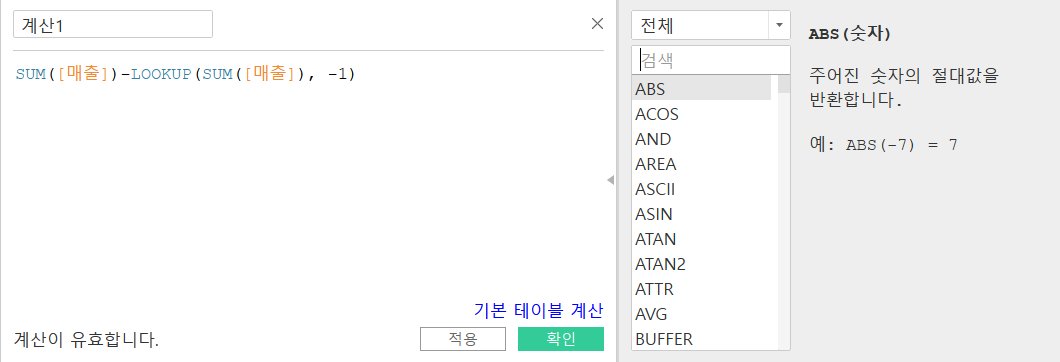 계산1
SUM([매출])-LOOKUP(SUM([매출]), -1)
기본 테이블 계산
계산이 유효합니다.
적용
확인
전체
검색
ABS
ACOS
AND
AREA
ASCII
ASIN
ATAN
ATAN2
ATTR
AVG
BUFFER
ABS(숫자)
주어진 숫자의 절대값을
반환합니다.
예: ABS(-7) = 7